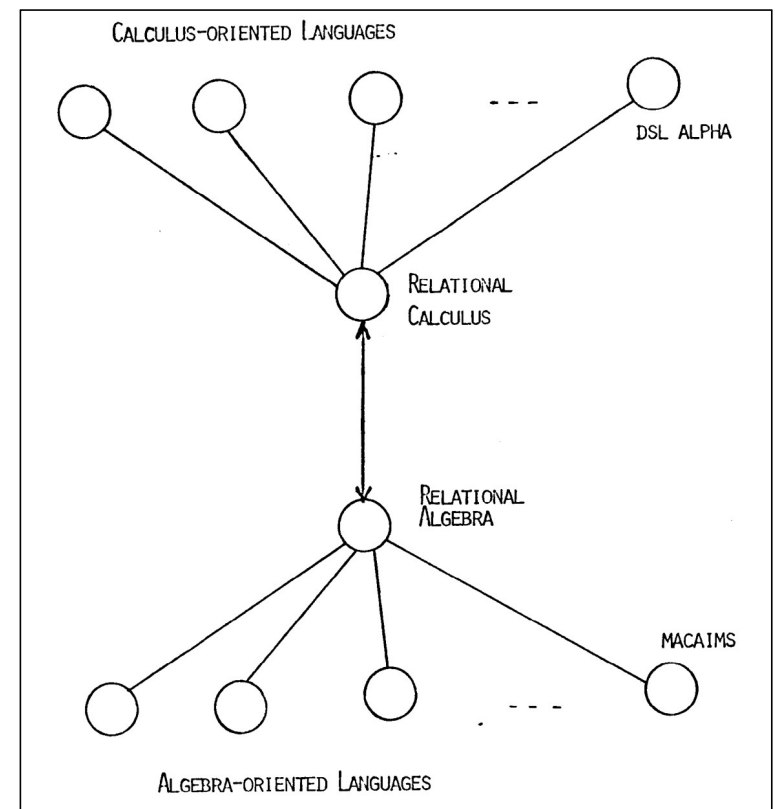 CALCULUS-ORIENTED LANGUAGES
DSL ALPHA
RELATIONAL
CALCULUS
RELATIONAL
ALGEBRA
MACAIMS
ALGEBRA-ORIENTED LANGUAGES